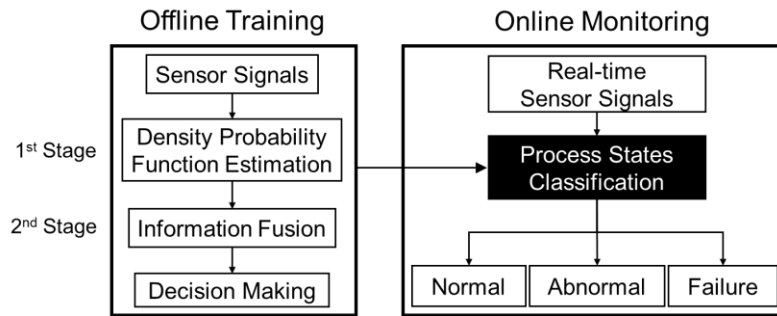 Offline Training
Sensor Signals
1st Stage
Density Probability
Function Estimation
2nd Stage
Information Fusion
Decision Making
Online Monitoring
Real-time
Sensor Signals
Process States
Classification
Normal
Abnormal
Failure